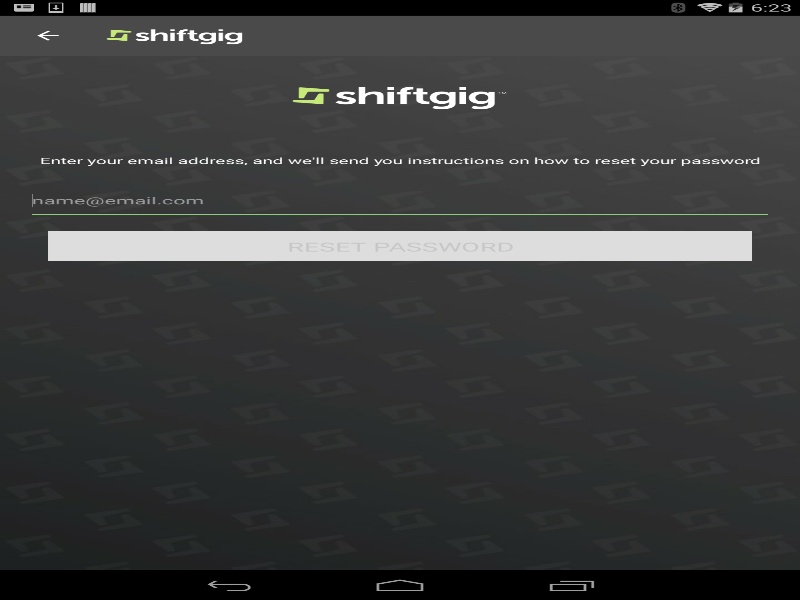 6:23
shiftgig
shiftgig™
Enter your email address, and we'll send you instructions on how to reset your password
name@email.com
RESET PASSWORD